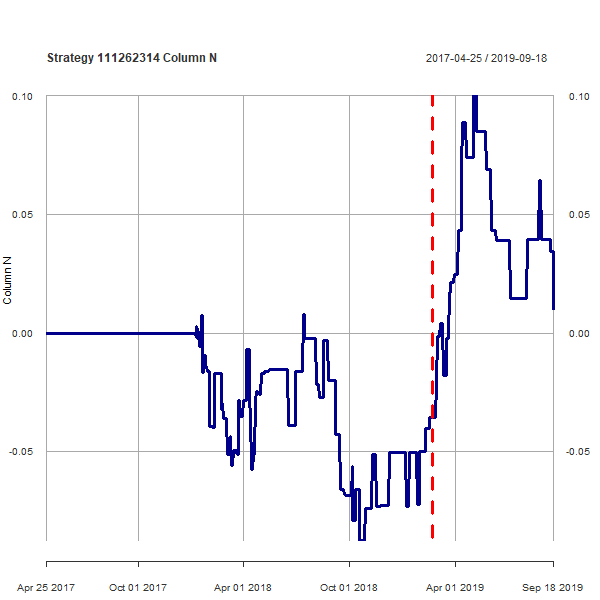 Strategy 111262314 Column N
2017-04-25 / 2019-09-18
0.10
0.10
0.05
0.05
Column N
0.00
0.00
-0.05
-0.05
Apr 25 2017
Oct 01 2017
Apr 01 2018
Oct 01 2018
Apr 01 2019
Sep 18 2019